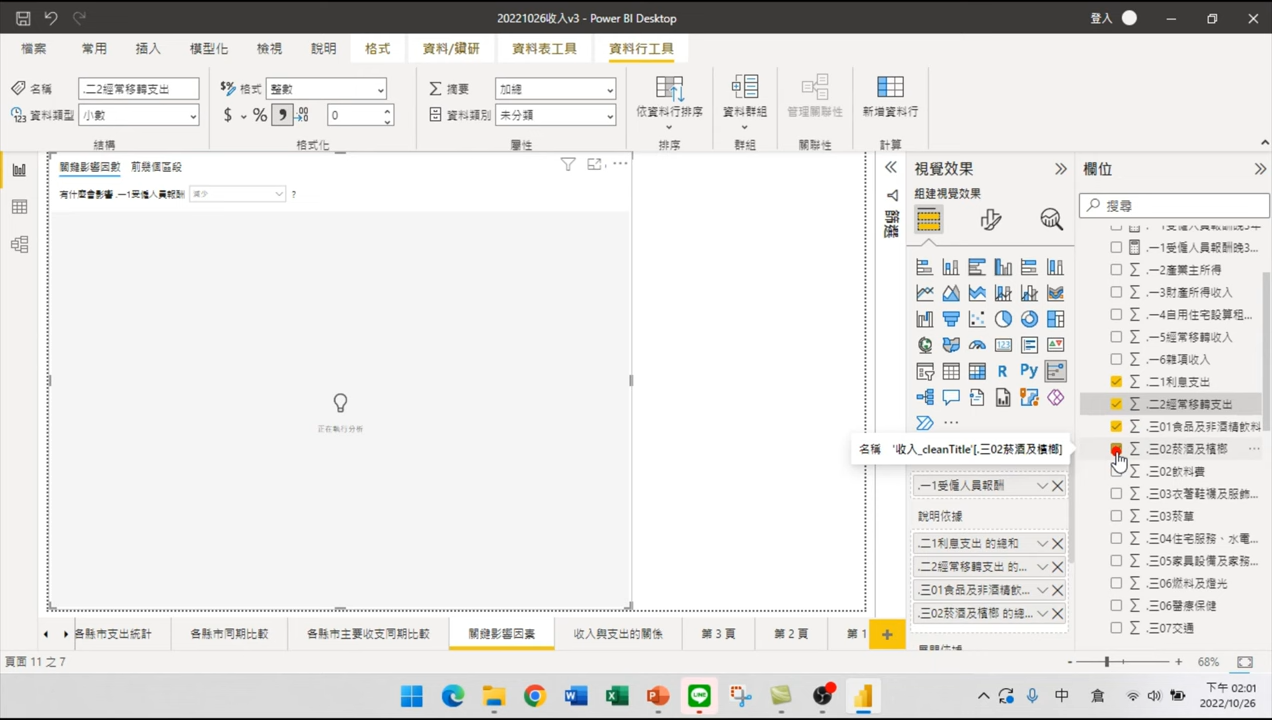 20221026收入v3 - Power BI Desktop
登入
檔案
常用
插入
模型化
檢視
說明
格式
資料/鑽研
資料表工具
資料行工具
名稱
.二2經常移轉支出
格式
整數
摘要
加總
資料類型
小數
$
%
0
資料類別
未分類
依資料行排序
資料群組
管理關聯性
新增資料行
結構
格式化
屬性
排序
群組
關聯性
計算
關鍵影響因數
前幾個區段
有什麼會影響 .一1受僱人員報酬
減少
?
正在執行分析
篩選
視覺效果
組建視覺效果
R
Py
名稱 '收入_cleanTitle'[.三02菸酒及檳榔]
.一1受僱人員報酬
說明依據
.二1利息支出 的總和
.二2經常移轉支出 的...
.三01食品及非酒精飲...
.三02菸酒及檳榔 的總...
欄位
搜尋
.一1受僱人員報酬晚3...
.一2產業主所得
.一3財產所得收入
.一4自用住宅設算租...
.一5經常移轉收入
.一6雜項收入
.二1利息支出
.二2經常移轉支出
.三01食品及非酒精飲料
.三02菸酒及檳榔
.三02飲料費
.三03衣著鞋襪及服飾...
.三03菸草
.三04住宅服務、水電...
.三05家具設備及家務...
.三06燃料及燈光
.三06醫療保健
.三07交通
各縣市支出統計
各縣市同期比較
各縣市主要收支同期比較
關鍵影響因素
收入與支出的關係
第 3 頁
第 2 頁
第 1
頁面 11 之 7
68%
中
倉
下午 02:01
2022/10/26